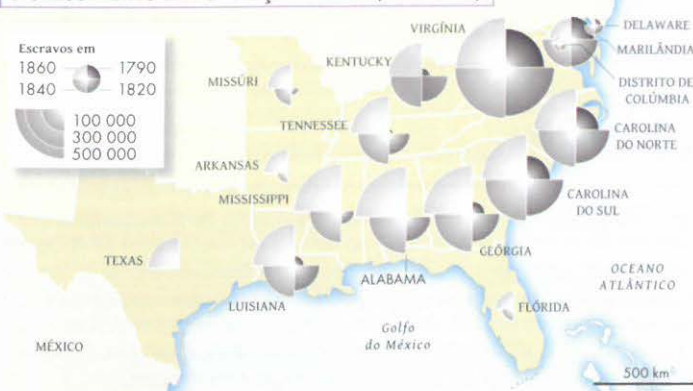 Escravos em
1860 1790
1840 1820
100 000
300 000
500 000
VIRGÍNIA
DELAWARE
MARILÂNDIA
DISTRITO DE
COLÚMBIA
KENTUCKY
MISSÚRI
TENNESSEE
CAROLINA
DO NORTE
ARKANSAS
MISSISSIPPI
CAROLINA
DO SUL
TEXAS
GEÓRGIA
ALABAMA
LUISIANA
OCEANO
ATLÂNTICO
FLÓRIDA
Golfo
do México
MÉXICO
500 km